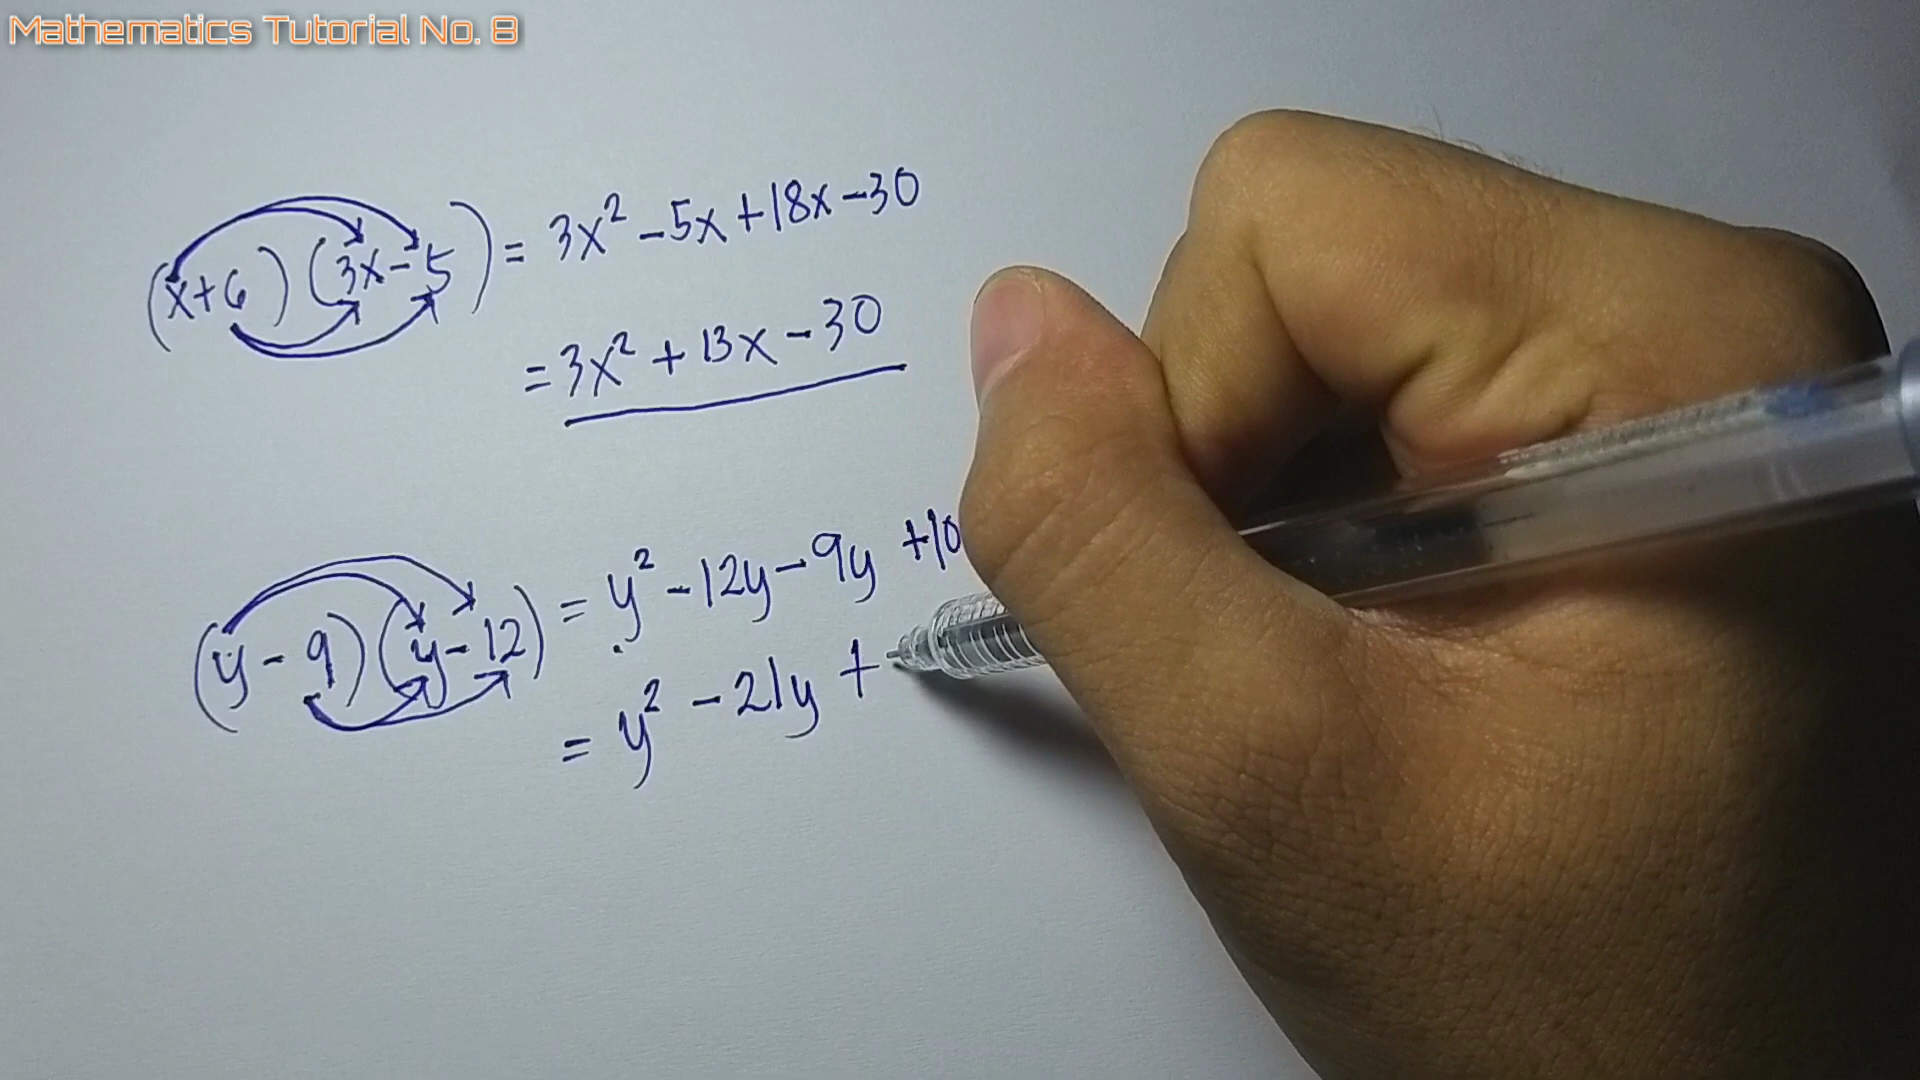 Mathematics Tutorial No. 8
(x+6)(3x-5) = 3x² -5x+18x-30
= 3x² + 13x - 30
(y-9)(y-12) = y² -12y-9y +10
= y² -21y +